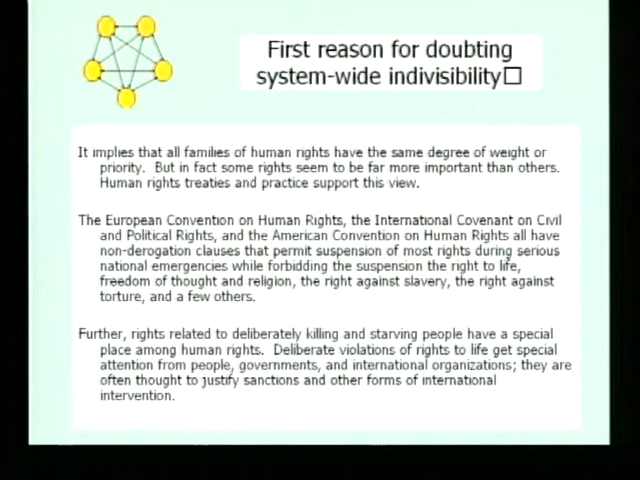 First reason for doubting
system-wide indivisibility□
It implies that all families of human rights have the same degree of weight or
priority. But in fact some rights seem to be far more important than others.
Human rights treaties and practice support this view.
The European Convention on Human Rights, the International Covenant on Civil
and Political Rights, and the American Convention on Human Rights all have
non-derogation clauses that permit suspension of most rights during serious
national emergencies while forbidding the suspension the right to life,
freedom of thought and religion, the right against slavery, the right against
torture, and a few others.
Further, rights related to deliberately killing and starving people have a special
place among human rights. Deliberate violations of rights to life get special
attention from people, governments, and international organizations; they are
often thought to justify sanctions and other forms of international
intervention.